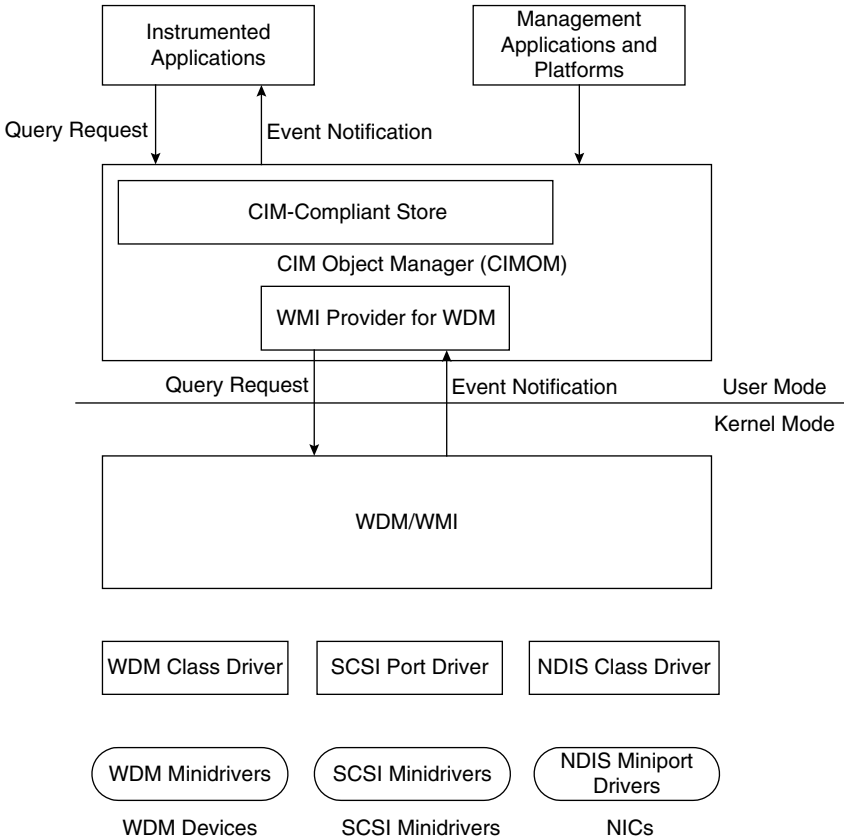 Instrumented
Applications
Management
Applications and
Platforms
Query Request
Event Notification
CIM-Compliant Store
CIM Object Manager (CIMOM)
WMI Provider for WDM
Query Request
Event Notification
User Mode
Kernel Mode
WDM/WMI
WDM Class Driver
SCSI Port Driver
NDIS Class Driver
WDM Minidrivers
SCSI Minidrivers
NDIS Miniport
Drivers
WDM Devices
SCSI Minidrivers
NICs